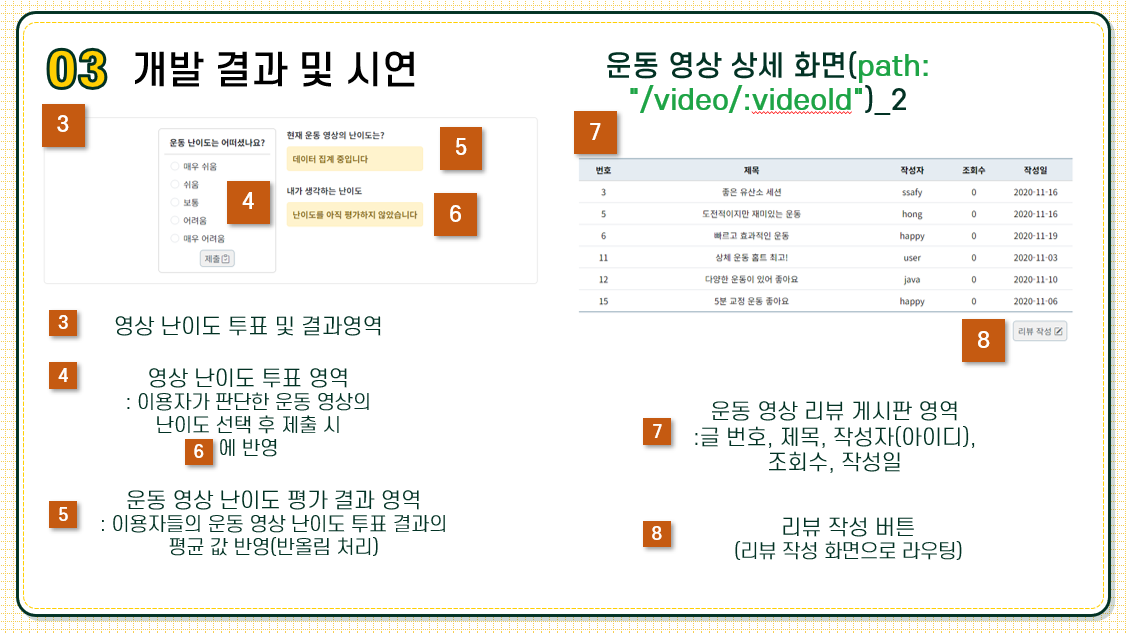 03 개발 결과 및 시연
운동 영상 상세 화면(path:
"/video/:videoId")_2
3
운동 난이도는 어떠셨나요?
매우 쉬움
쉬움
보통
어려움
매우 어려움
제출
4
현재 운동 영상의 난이도는?
데이터 집계 중입니다
5
내가 생각하는 난이도
난이도를 아직 평가하지 않았습니다
6
7
번호 제목 작성자 조회수 작성일
3 좋은 유산소 세션 ssafy 0 2020-11-16
5 도전적이지만 재미있는 운동 hong 0 2020-11-16
6 빠르고 효과적인 운동 happy 0 2020-11-19
11 상체 운동 홈트 최고! user 0 2020-11-03
12 다양한 운동이 있어 좋아요 java 0 2020-11-10
15 5분 교정 운동 좋아요 happy 0 2020-11-06
8
리뷰 작성
3 영상 난이도 투표 및 결과영역
4 영상 난이도 투표 영역
: 이용자가 판단한 운동 영상의
난이도 선택 후 제출 시
6 에 반영
5 운동 영상 난이도 평가 결과 영역
: 이용자들의 운동 영상 난이도 투표 결과의
평균 값 반영(반올림 처리)
7 운동 영상 리뷰 게시판 영역
:글 번호, 제목, 작성자(아이디),
조회수, 작성일
8 리뷰 작성 버튼
(리뷰 작성 화면으로 라우팅)